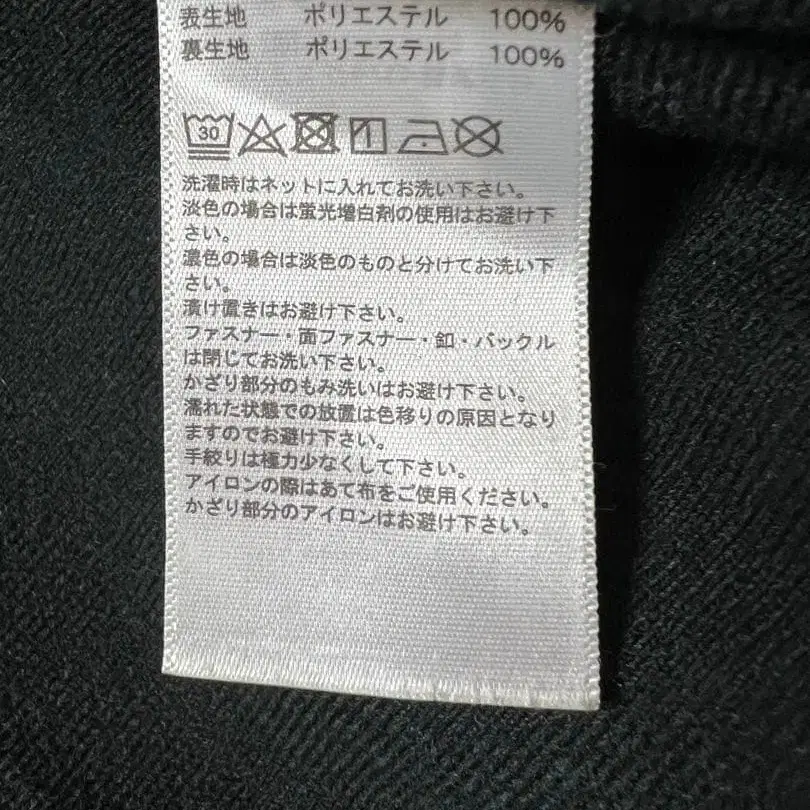 表生地 ポリエステル 100%
裏生地 ポリエステル 100%
30
洗濯時はネットに入れてお洗い下さい。
淡色の場合は蛍光増白剤の使用はお避け下
さい。
濃色の場合は淡色のものと分けてお洗い下
さい。
漬け置きはお避け下さい。
ファスナー・面ファスナー・釦・バックル
は閉じてお洗い下さい。
かざり部分のもみ洗いはお避け下さい。
濡れた状態での放置は色移りの原因となり
ますのでお避け下さい。
手絞りは極力少なくして下さい。
アイロンの際はあて布をご使用ください。
かざり部分のアイロンはお避け下さい。